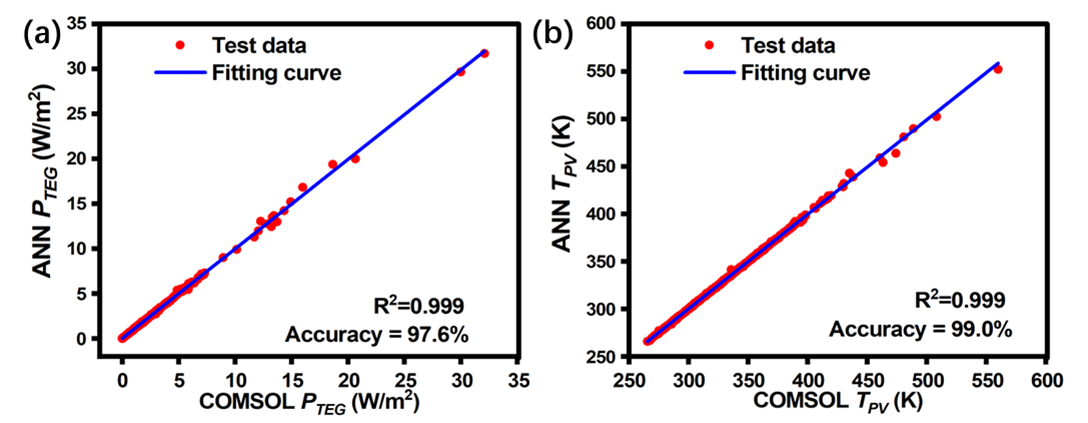 (a)
35
30
25
20
15
10
5
0
ANN P_TEG (W/m²)
Test data
Fitting curve
R²=0.999
Accuracy = 97.6%
0 5 10 15 20 25 30 35
COMSOL P_TEG (W/m²)
(b)
600
550
500
450
400
350
300
250
ANN T_PV (K)
Test data
Fitting curve
R²=0.999
Accuracy = 99.0%
250 300 350 400 450 500 550 600
COMSOL T_PV (K)